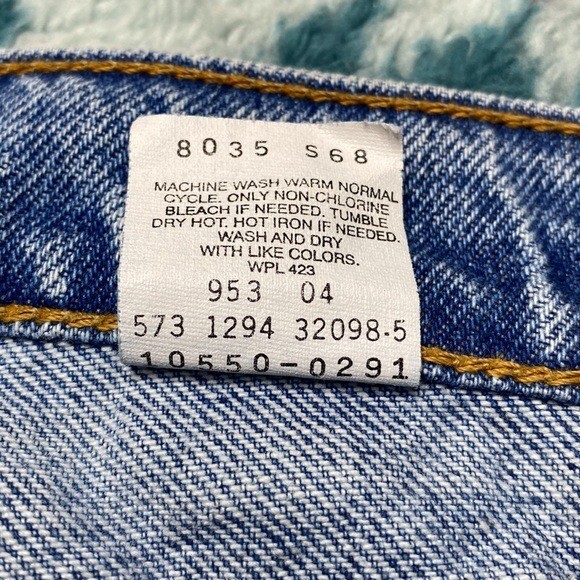 8035 S68
MACHINE WASH WARM NORMAL
CYCLE. ONLY NON-CHLORINE
BLEACH IF NEEDED. TUMBLE
DRY HOT. HOT IRON IF NEEDED.
WASH AND DRY
WITH LIKE COLORS.
WPL 423
953 04
573 1294 32098-5
10550-0291